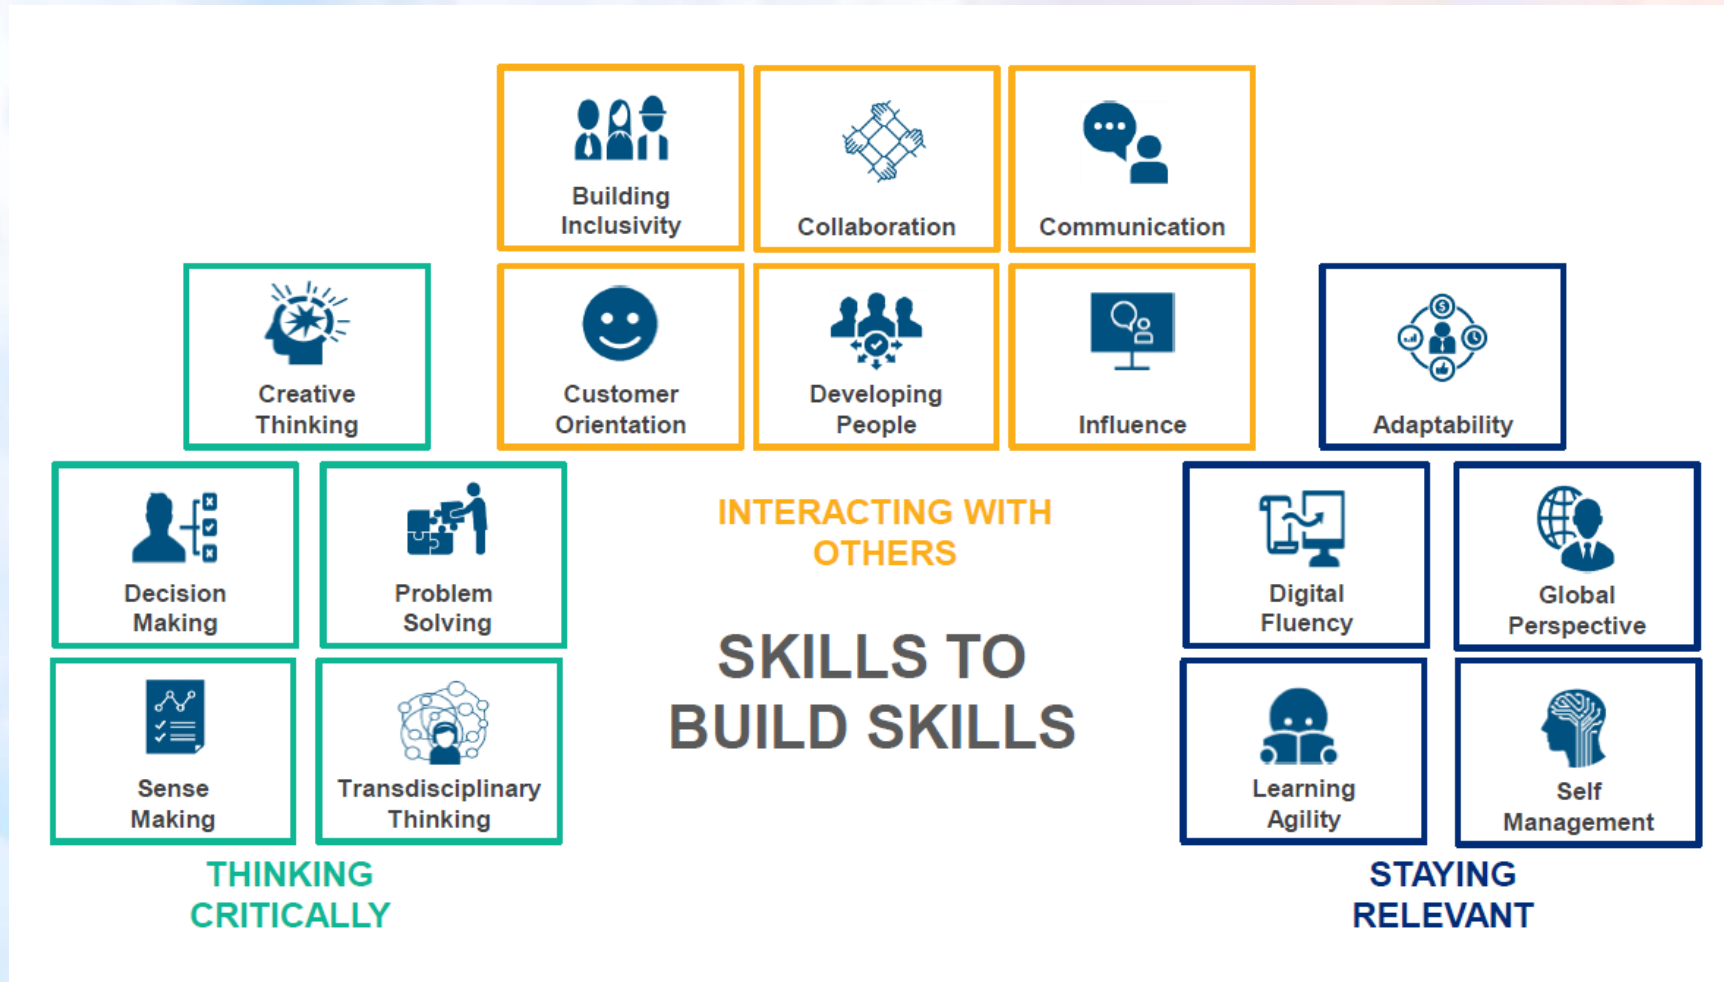 Building
Inclusivity
Collaboration
Communication
Creative
Thinking
Customer
Orientation
Developing
People
Influence
Adaptability
Decision
Making
Problem
Solving
INTERACTING WITH
OTHERS
Digital
Fluency
Global
Perspective
SKILLS TO
BUILD SKILLS
Sense
Making
Transdisciplinary
Thinking
Learning
Agility
Self
Management
THINKING
CRITICALLY
STAYING
RELEVANT